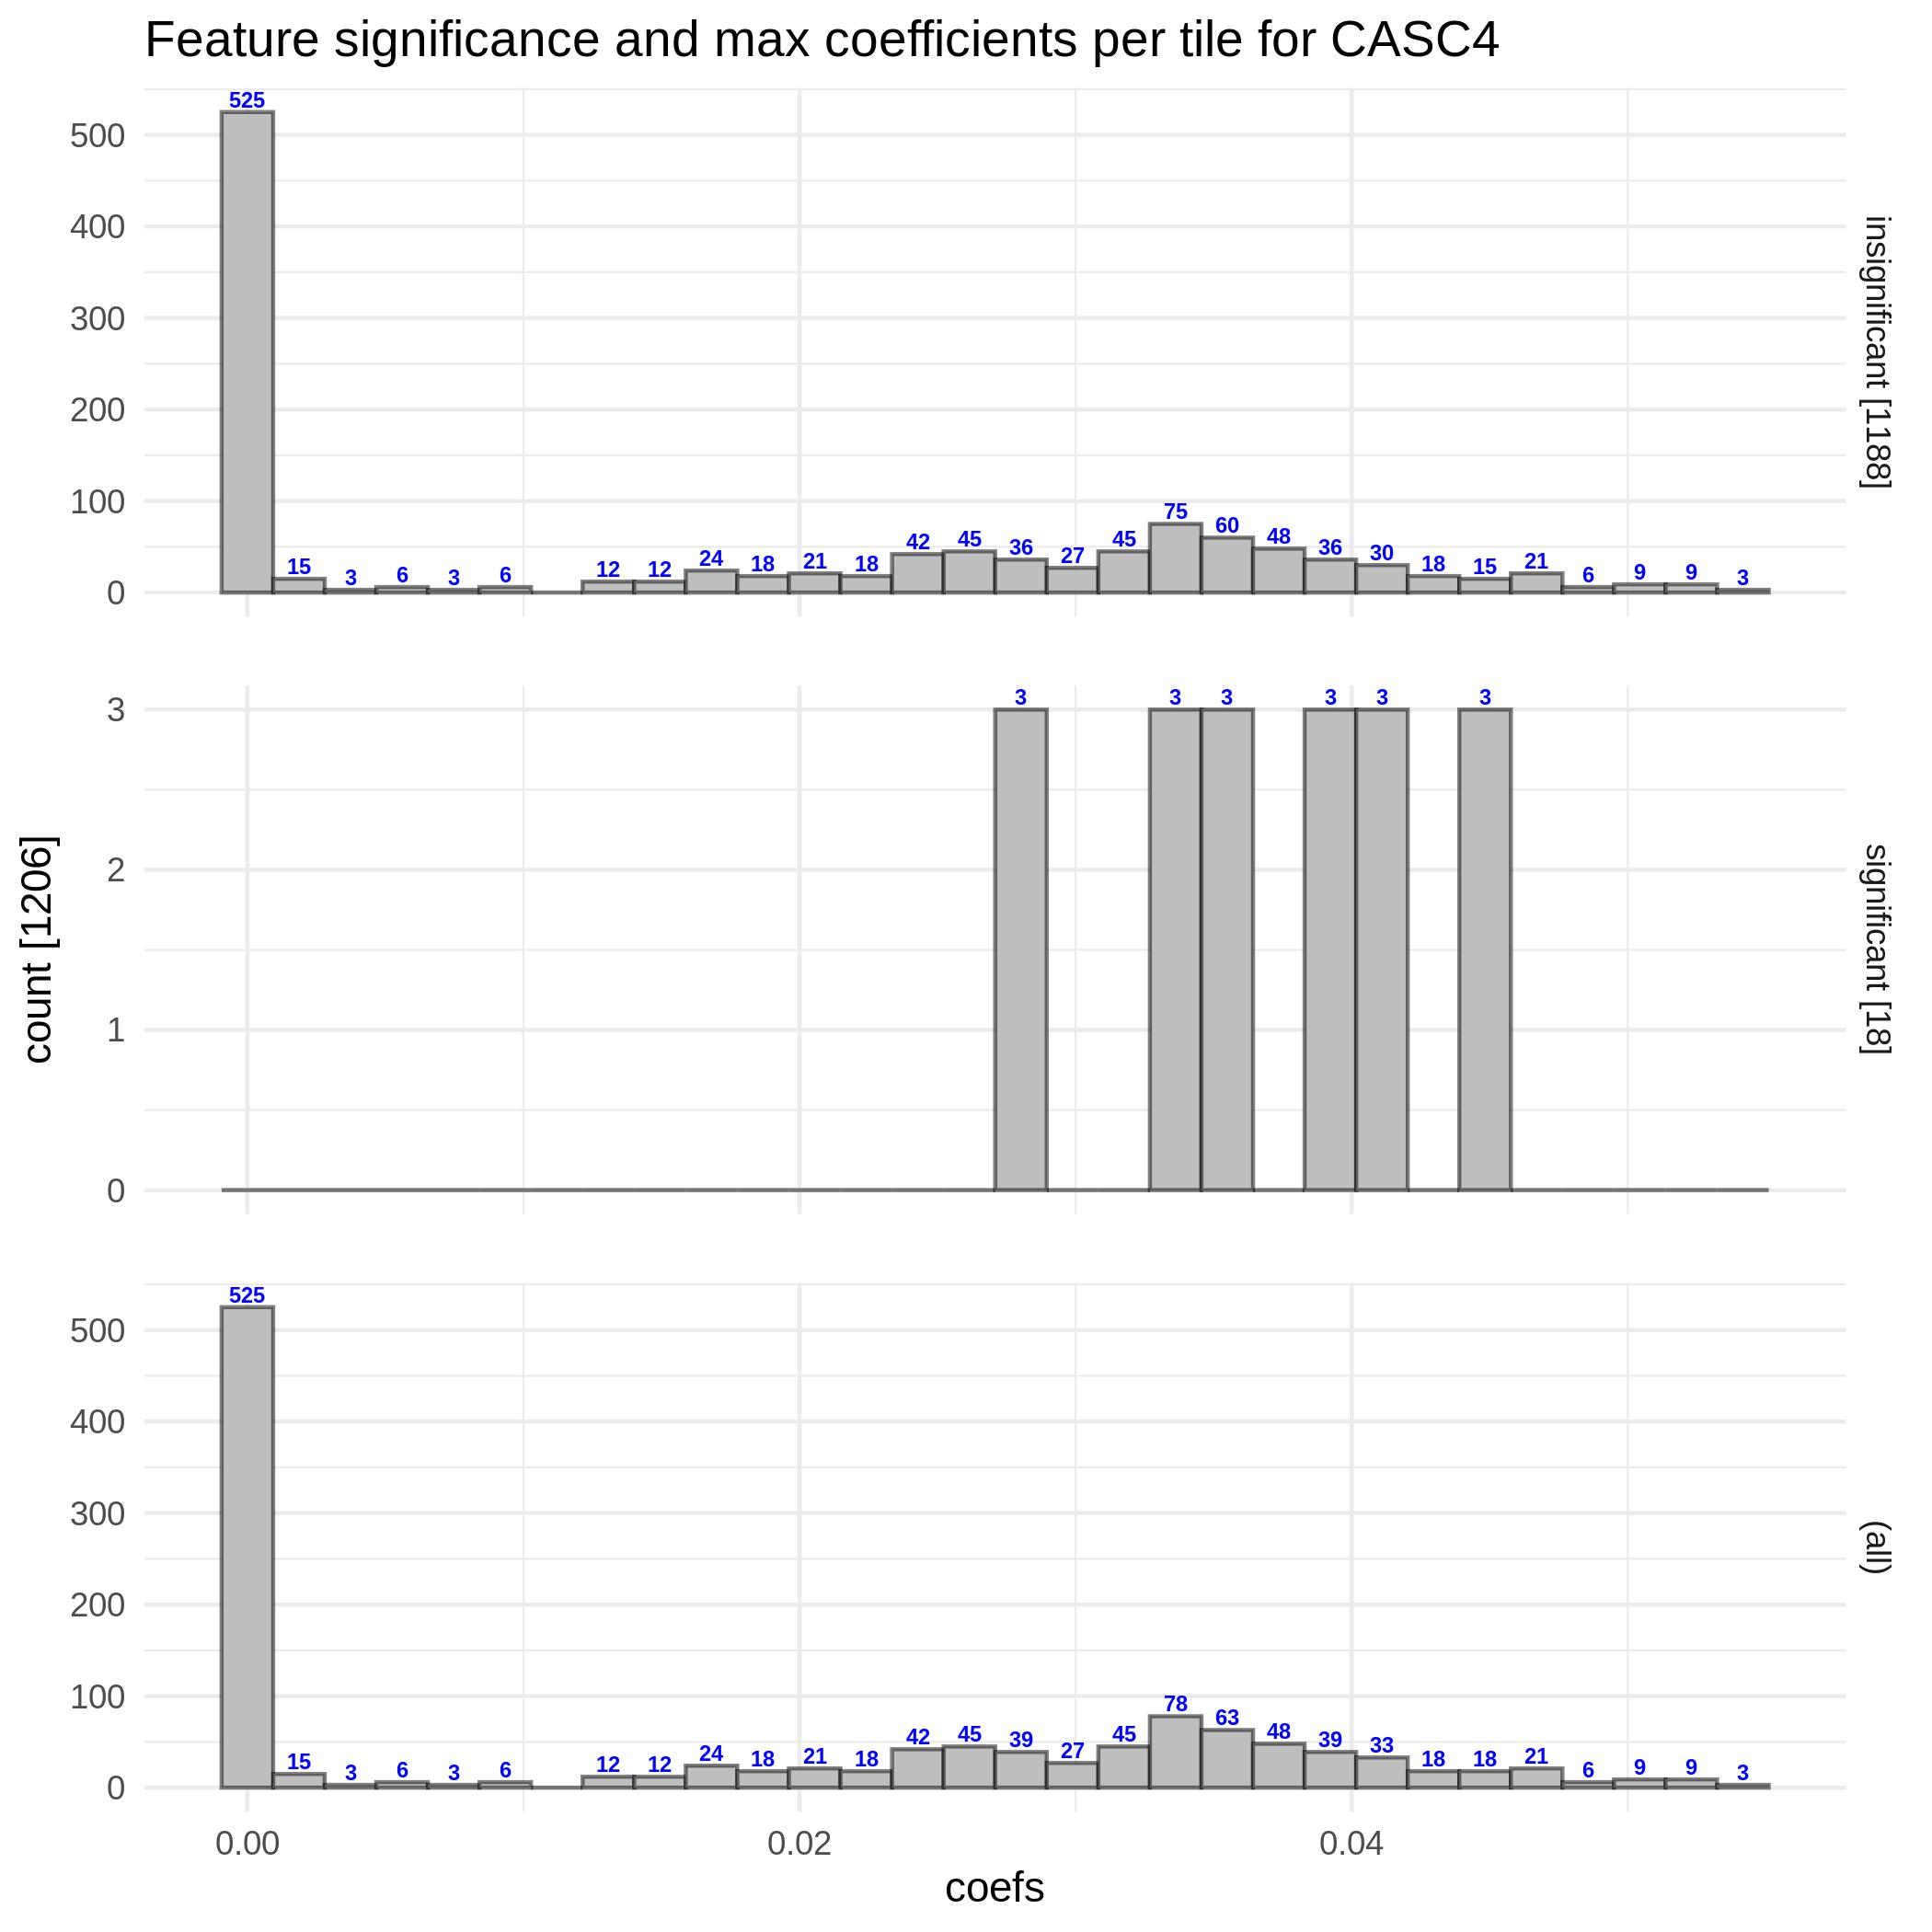 Feature significance and max coefficients per tile for CASC4
525
500
400
300
200
100
0
15 3 6 3 6 12 12 24 18 21 18 42 45 36 27 45 75 60 48 36 30 18 15 21 6 9 9 3
insignificant [1188]
3
2
1
0
3 3 3 3 3 3
significant [18]
count [1206]
525
500
400
300
200
100
0
15 3 6 3 6 12 12 24 18 21 18 42 45 39 27 45 78 63 48 39 33 18 18 21 6 9 9 3
(all)
0.00 0.02 0.04
coefs